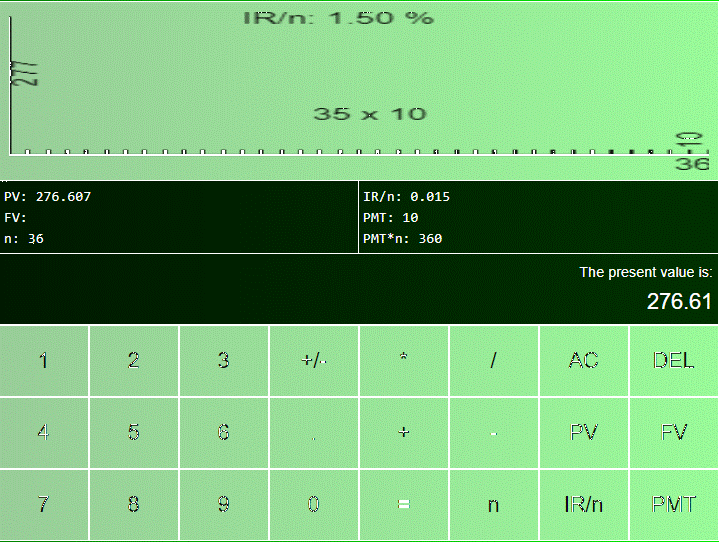 IR/n: 1.50 %
277
35 x 10
10
36
PV: 276.607
FV:
n: 36
IR/n: 0.015
PMT: 10
PMT*n: 360
The present value is:
276.61
1 2 3 +/- * / AC DEL
4 5 6 . + - PV FV
7 8 9 0 = n IR/n PMT